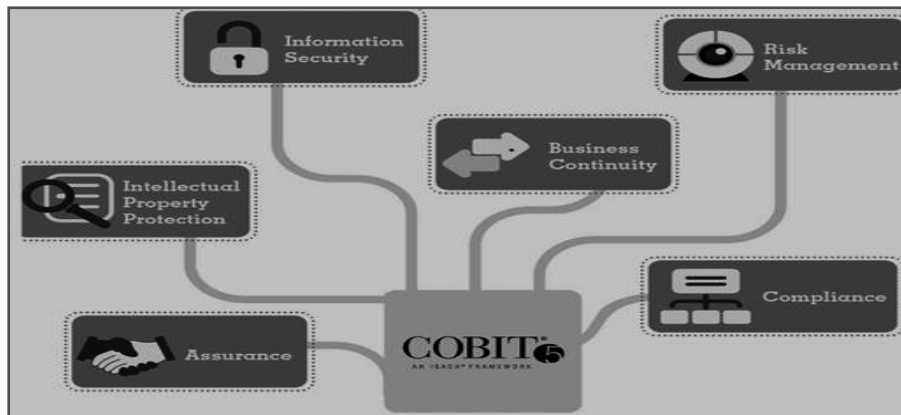 Information
Security
Risk
Management
Business
Continuity
Intellectual
Property
Protection
Compliance
Assurance
COBIT 5
AN ISACA® FRAMEWORK